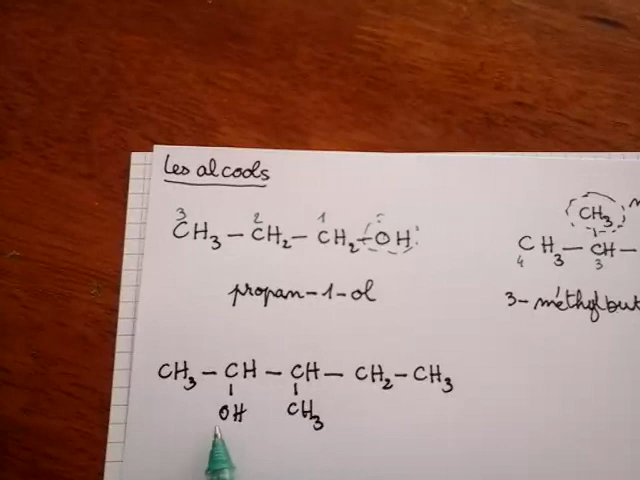 Les alcools
3 2 1
CH₃ – CH₂ – CH₂ – OH
propan-1-ol
CH₃
CH₃ – CH –
4 3
3-méthylbut
CH₃ – CH – CH – CH₂ – CH₃
OH CH₃